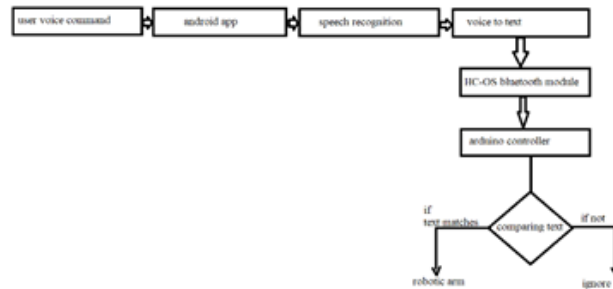 user voice command
android app
speech recognition
voice to text
HC-OS bluetooth module
arduino controller
if
text matches
comparing text
if not
robotic arm
ignore